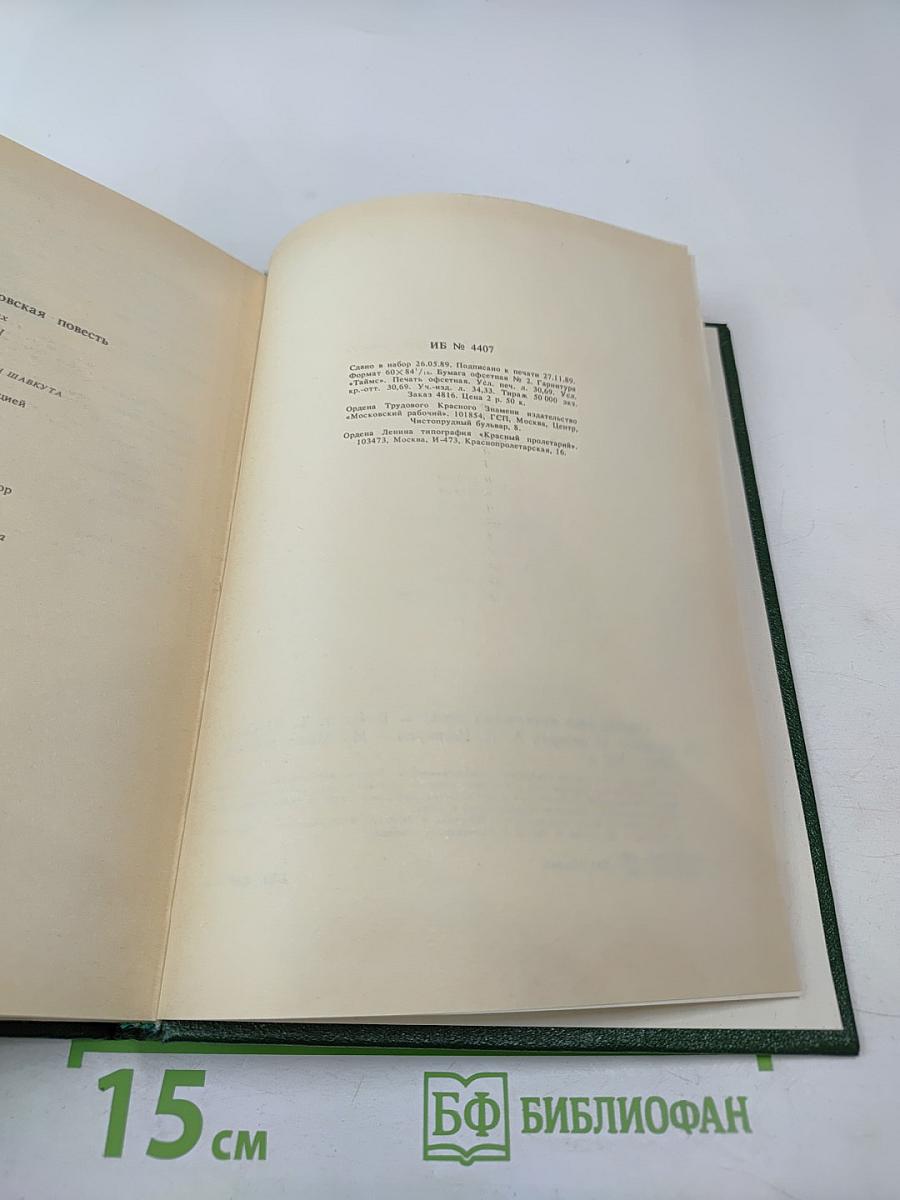 повесть
ШАВКУТА
ИБ № 4407
Сдано в набор 26.05.89. Подписано к печати 27.11.89.
Формат 60×84¹/₁₆. Бумага офсетная № 2. Гарнитура
«Таймс». Печать офсетная. Усл. печ. л. 30,69. Усл.
кр.-отт. 30,69. Уч.-изд. л. 34,33. Тираж 50 000 экз.
Заказ 4816. Цена 2 р. 50 к.
Ордена Трудового Красного Знамени издательство
«Московский рабочий». 101854, ГСП, Москва, Центр,
Чистопрудный бульвар, 8.
Ордена Ленина типография «Красный пролетарий».
103473, Москва, И-473, Краснопролетарская, 16.
15 см
БФ БИБЛИОФАН